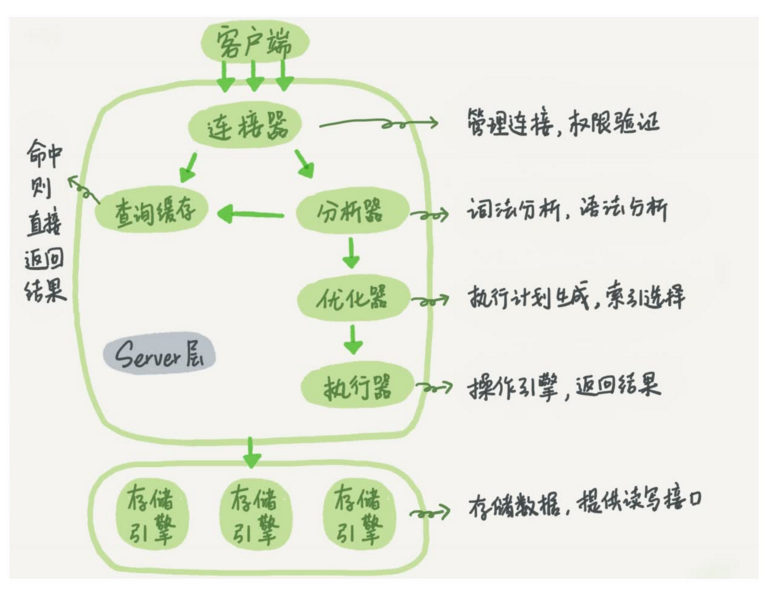 客户端
连接器
管理连接，权限验证
命中
则
直接
返回
结果
查询缓存
分析器
词法分析，语法分析
优化器
执行计划生成，索引选择
Server层
执行器
操作引擎，返回结果
存储
引擎
存储
引擎
存储
引擎
存储数据，提供读写接口